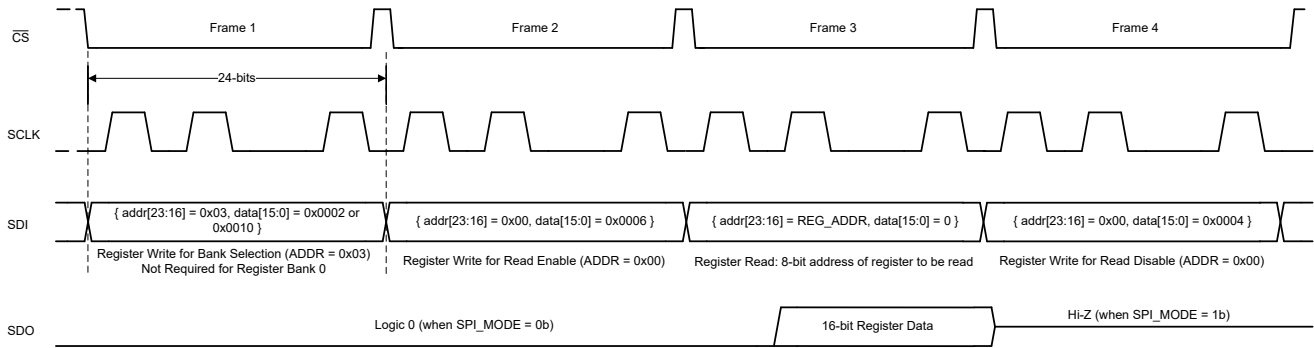 CS
Frame 1
Frame 2
Frame 3
Frame 4
24-bits
SCLK
SDI
{ addr[23:16] = 0x03, data[15:0] = 0x0002 or
0x0010 }
{ addr[23:16] = 0x00, data[15:0] = 0x0006 }
{ addr[23:16] = REG_ADDR, data[15:0] = 0 }
{ addr[23:16] = 0x00, data[15:0] = 0x0004 }
Register Write for Bank Selection (ADDR = 0x03)
Not Required for Register Bank 0
Register Write for Read Enable (ADDR = 0x00)
Register Read: 8-bit address of register to be read
Register Write for Read Disable (ADDR = 0x00)
SDO
Logic 0 (when SPI_MODE = 0b)
16-bit Register Data
Hi-Z (when SPI_MODE = 1b)